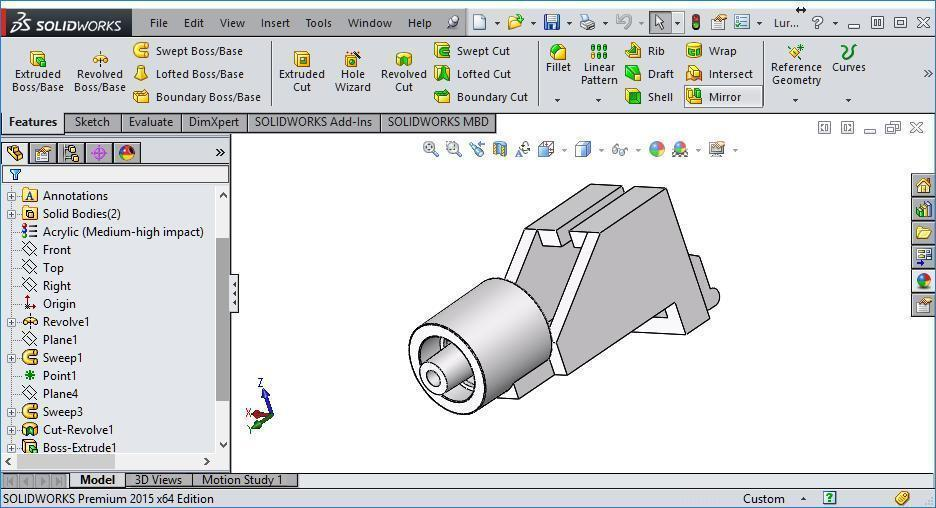 SOLIDWORKS File Edit View Insert Tools Window Help Lur... ?
Extruded Boss/Base
Revolved Boss/Base
Swept Boss/Base
Lofted Boss/Base
Boundary Boss/Base
Extruded Cut
Hole Wizard
Revolved Cut
Swept Cut
Lofted Cut
Boundary Cut
Fillet
Linear Pattern
Rib
Draft
Shell
Wrap
Intersect
Mirror
Reference Geometry
Curves
Features Sketch Evaluate DimXpert SOLIDWORKS Add-Ins SOLIDWORKS MBD
Annotations
Solid Bodies(2)
Acrylic (Medium-high impact)
Front
Top
Right
Origin
Revolve1
Plane1
Sweep1
Point1
Plane4
Sweep3
Cut-Revolve1
Boss-Extrude1
Z
X
Y
Model 3D Views Motion Study 1
SOLIDWORKS Premium 2015 x64 Edition Custom ?